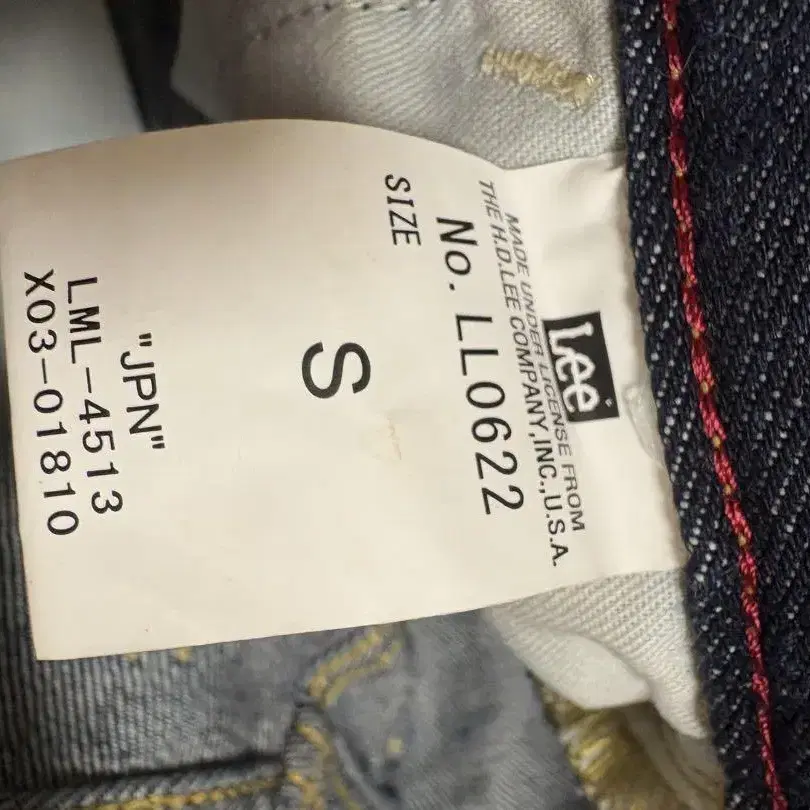 Lee
MADE UNDER LICENSE FROM
THE H.D.LEE COMPANY,INC.,U.S.A.
No. LL0622
SIZE
S
"JPN"
LML-4513
X03-01810